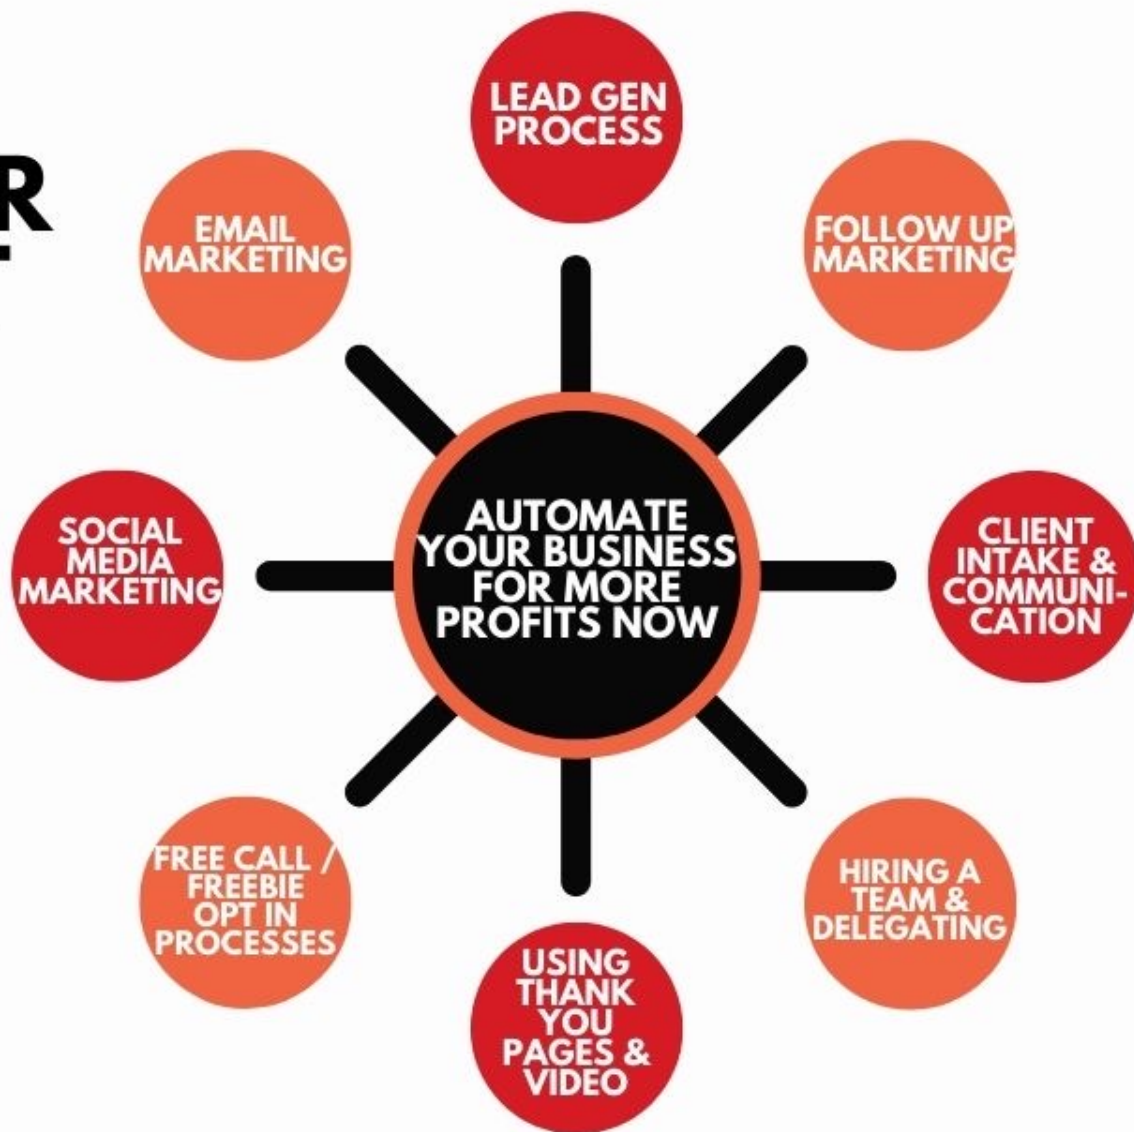 LEAD GEN
PROCESS
EMAIL
MARKETING
FOLLOW UP
MARKETING
SOCIAL
MEDIA
MARKETING
AUTOMATE
YOUR BUSINESS
FOR MORE
PROFITS NOW
CLIENT
INTAKE &
COMMUNI-
CATION
FREE CALL /
FREEBIE
OPT IN
PROCESSES
HIRING A
TEAM &
DELEGATING
USING
THANK
YOU
PAGES &
VIDEO